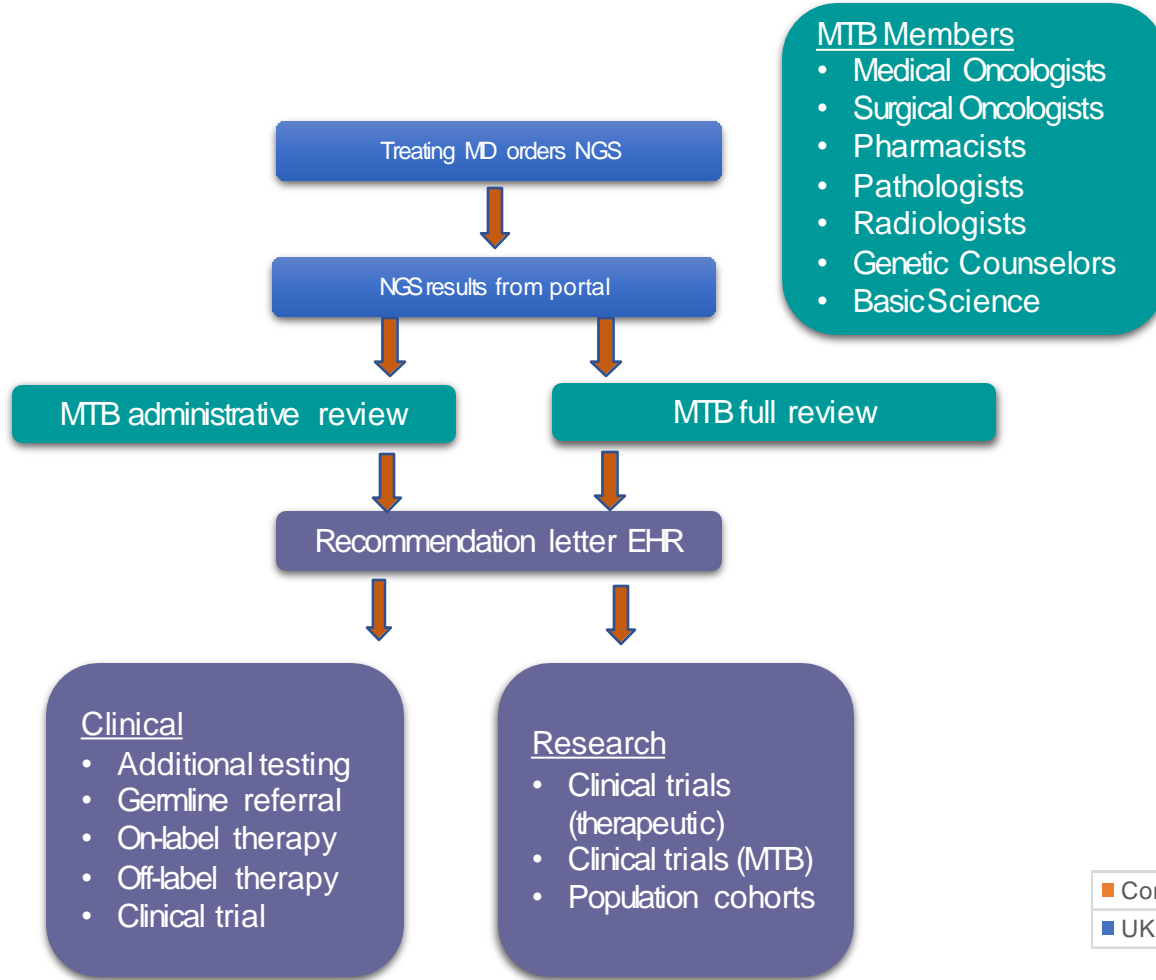 MTB Members
• Medical Oncologists
• Surgical Oncologists
• Pharmacists
• Pathologists
• Radiologists
• Genetic Counselors
• Basic Science
Treating MD orders NGS
NGS results from portal
MTB administrative review
MTB full review
Recommendation letter EHR
Clinical
• Additional testing
• Germline referral
• On-label therapy
• Off-label therapy
• Clinical trial
Research
• Clinical trials
(therapeutic)
• Clinical trials (MTB)
• Population cohorts
UK